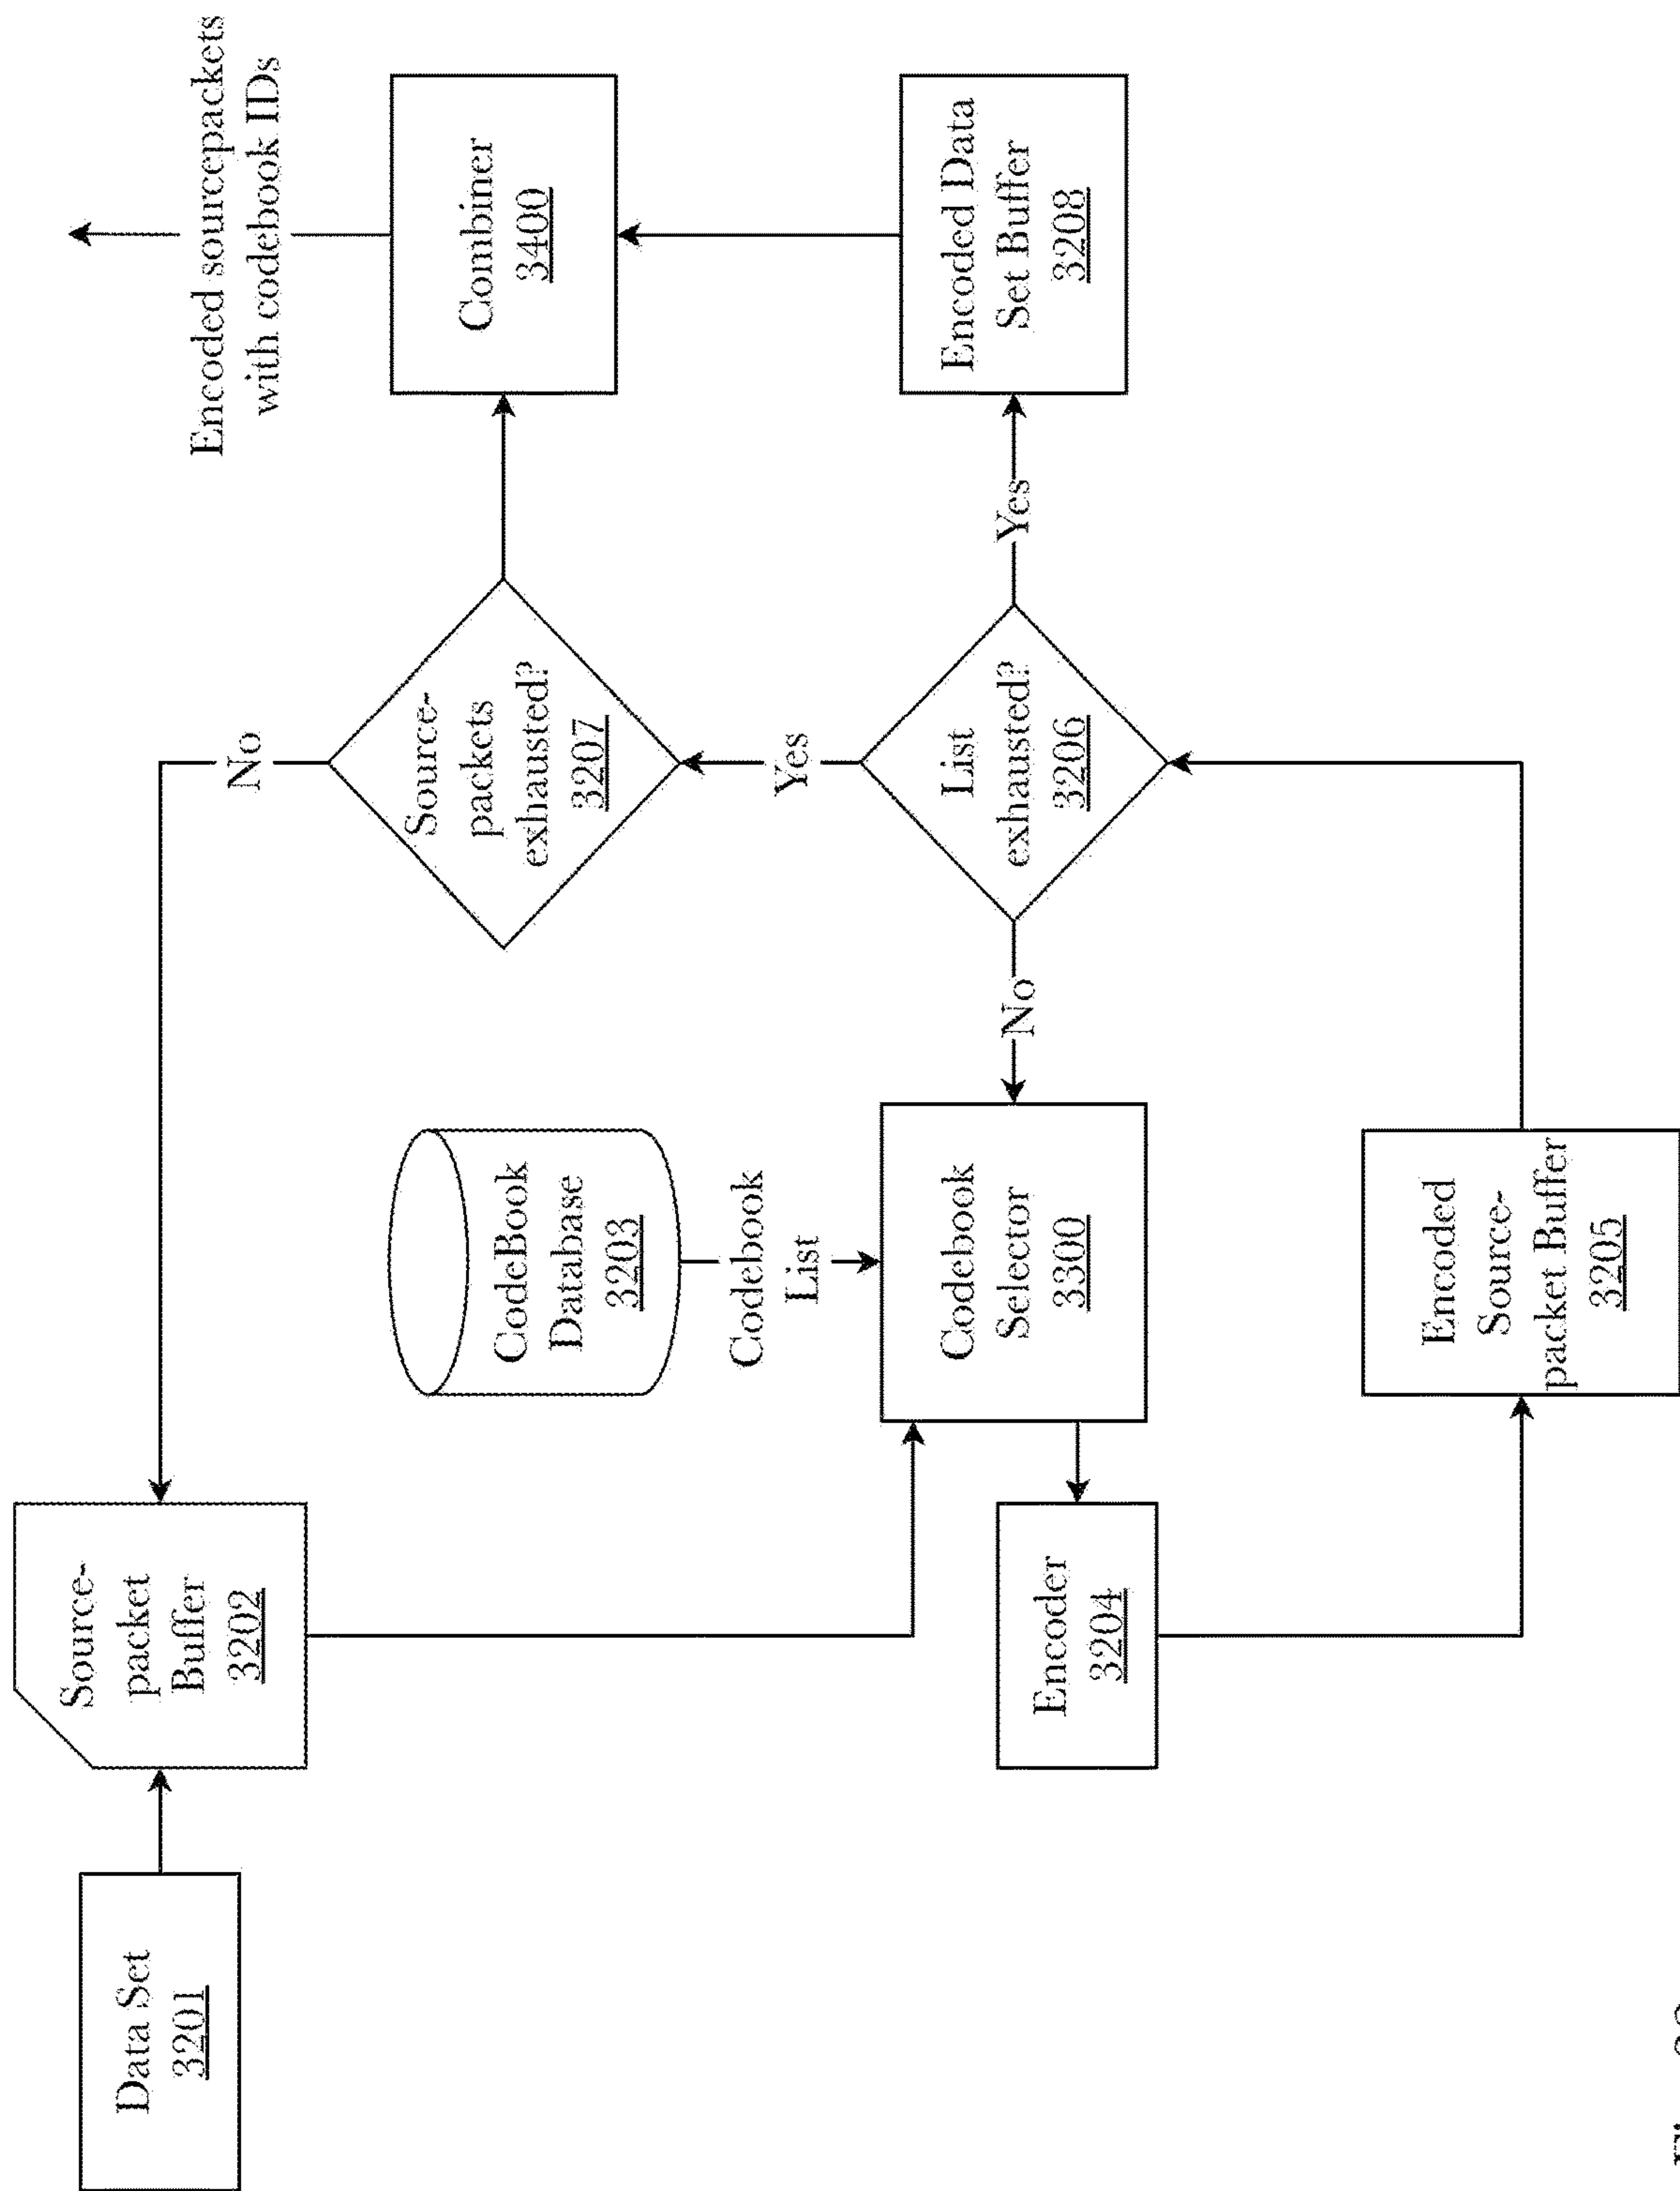 Data Set
3201
Source-
packet
Buffer
3202
No
Encoded sourcepackets
with codebook IDs
CodeBook
Database
3203
Source-
packets
exhausted?
3207
Combiner
3400
Codebook
List
Yes
Encoder
3204
Codebook
Selector
3300
No
List
exhausted?
3206
Yes
Encoded Data
Set Buffer
3208
Encoded
Source-
packet Buffer
3205